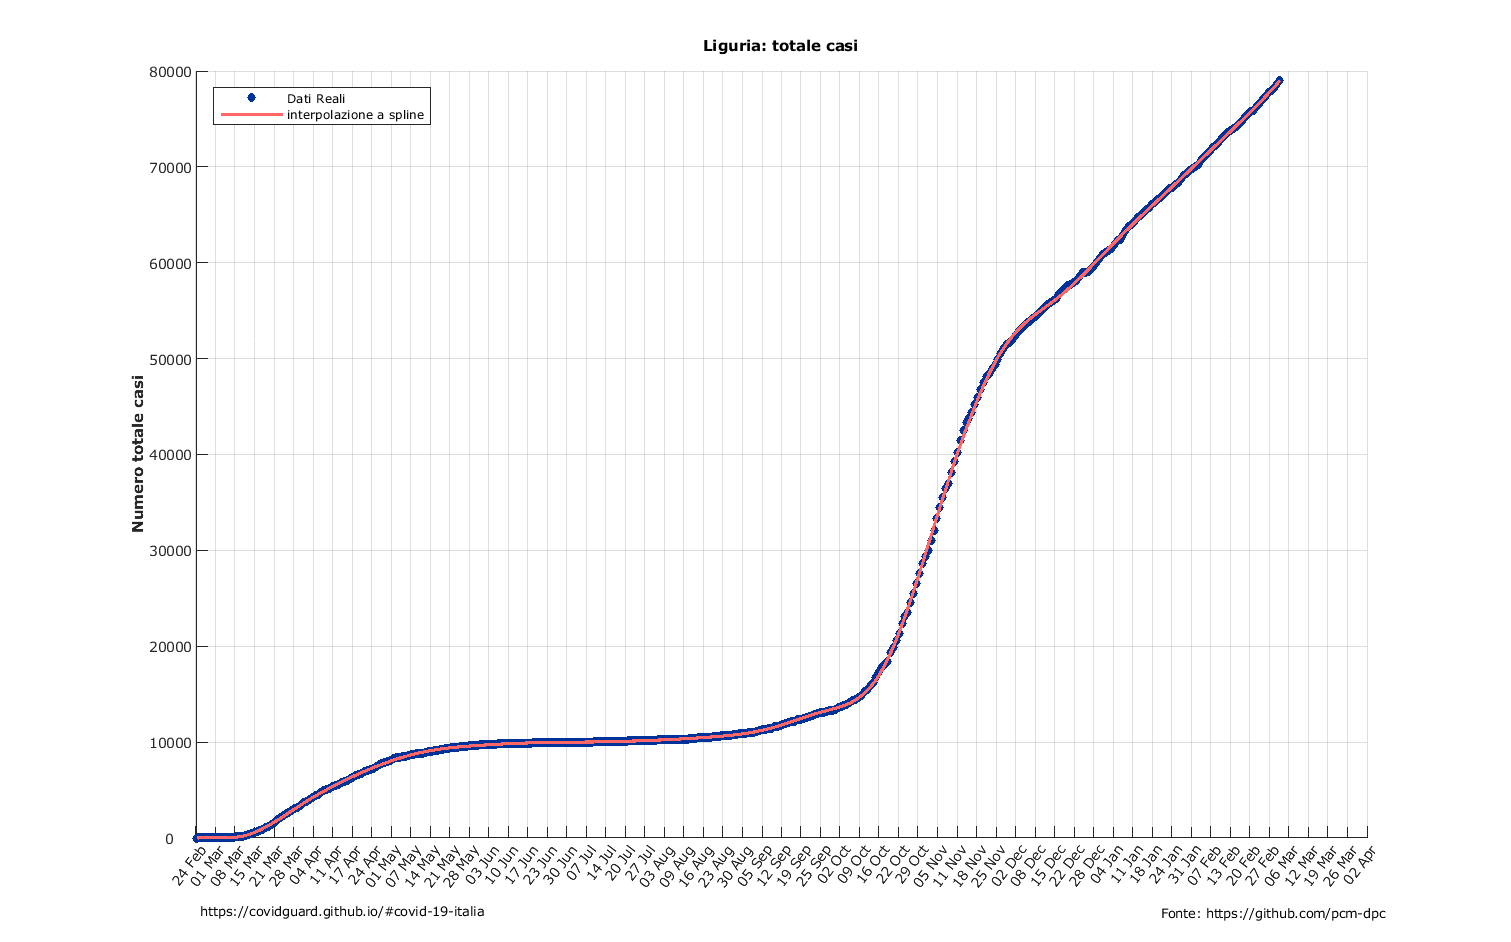 Liguria: totale casi
Dati Reali
interpolazione a spline
Numero totale casi
80000
70000
60000
50000
40000
30000
20000
10000
0
24 Feb
01 Mar
08 Mar
15 Mar
21 Mar
28 Mar
04 Apr
11 Apr
17 Apr
24 Apr
01 May
07 May
14 May
21 May
28 May
03 Jun
10 Jun
17 Jun
23 Jun
30 Jun
07 Jul
14 Jul
20 Jul
27 Jul
03 Aug
09 Aug
16 Aug
23 Aug
30 Aug
05 Sep
12 Sep
19 Sep
25 Sep
02 Oct
09 Oct
16 Oct
22 Oct
29 Oct
05 Nov
11 Nov
18 Nov
25 Nov
02 Dec
08 Dec
15 Dec
22 Dec
28 Dec
04 Jan
11 Jan
18 Jan
24 Jan
31 Jan
07 Feb
13 Feb
20 Feb
27 Feb
06 Mar
12 Mar
19 Mar
26 Mar
02 Apr
https://covidguard.github.io/#covid-19-italia
Fonte: https://github.com/pcm-dpc